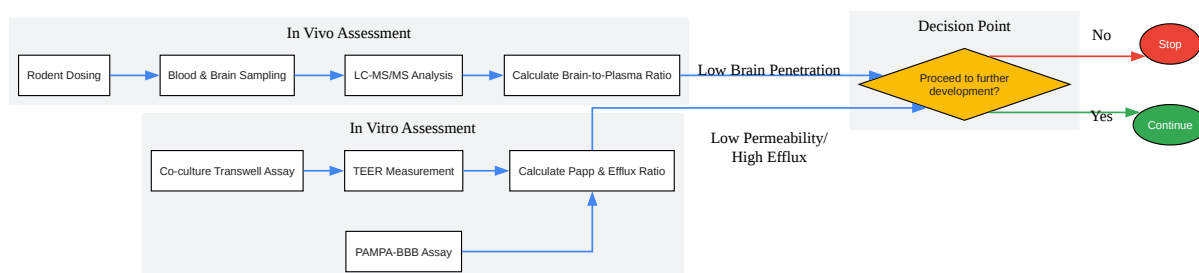 In Vivo Assessment
Rodent Dosing
Blood & Brain Sampling
LC-MS/MS Analysis
Calculate Brain-to-Plasma Ratio
Low Brain Penetration
Decision Point
Proceed to further
development?
No
Stop
Yes
Continue
In Vitro Assessment
Co-culture Transwell Assay
TEER Measurement
Calculate Papp & Efflux Ratio
Low Permeability/
High Efflux
PAMPA-BBB Assay